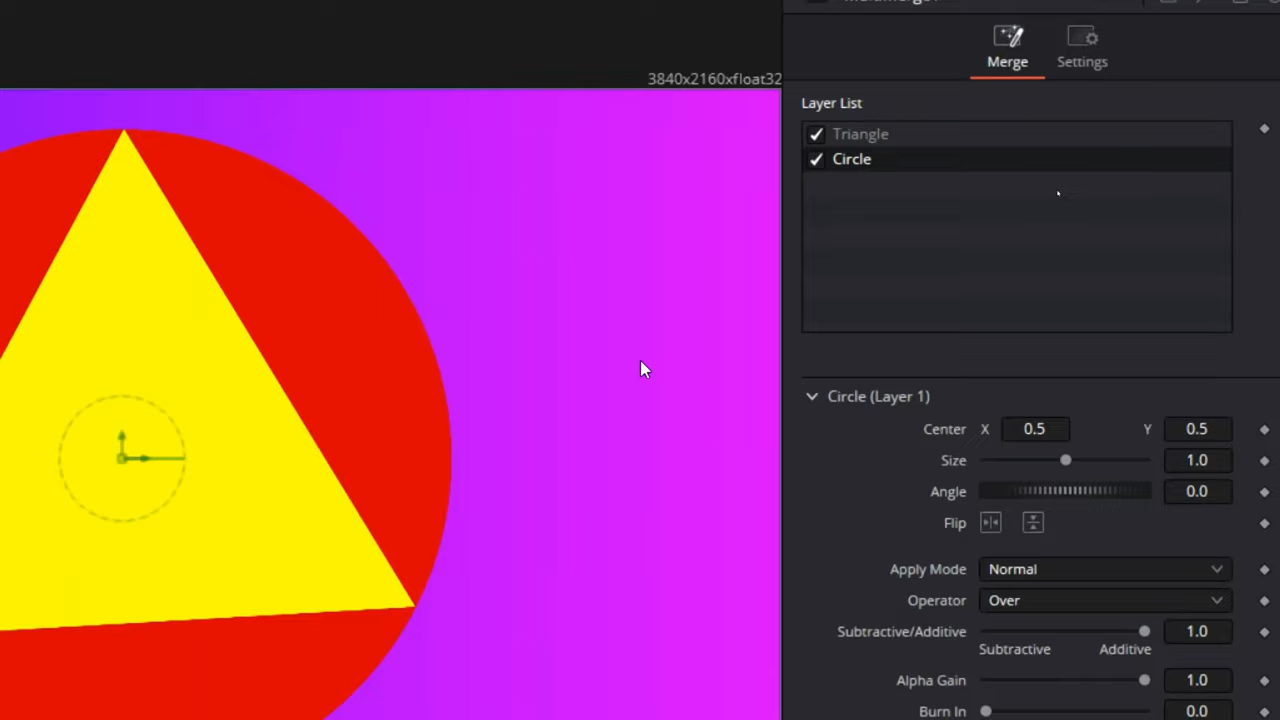 3840x2160xfloat32
Merge
Settings
Layer List
Triangle
Circle
Circle (Layer 1)
Center X 0.5 Y 0.5
Size 1.0
Angle 0.0
Flip
Apply Mode Normal
Operator Over
Subtractive/Additive 1.0
Subtractive Additive
Alpha Gain 1.0
Burn In 0.0